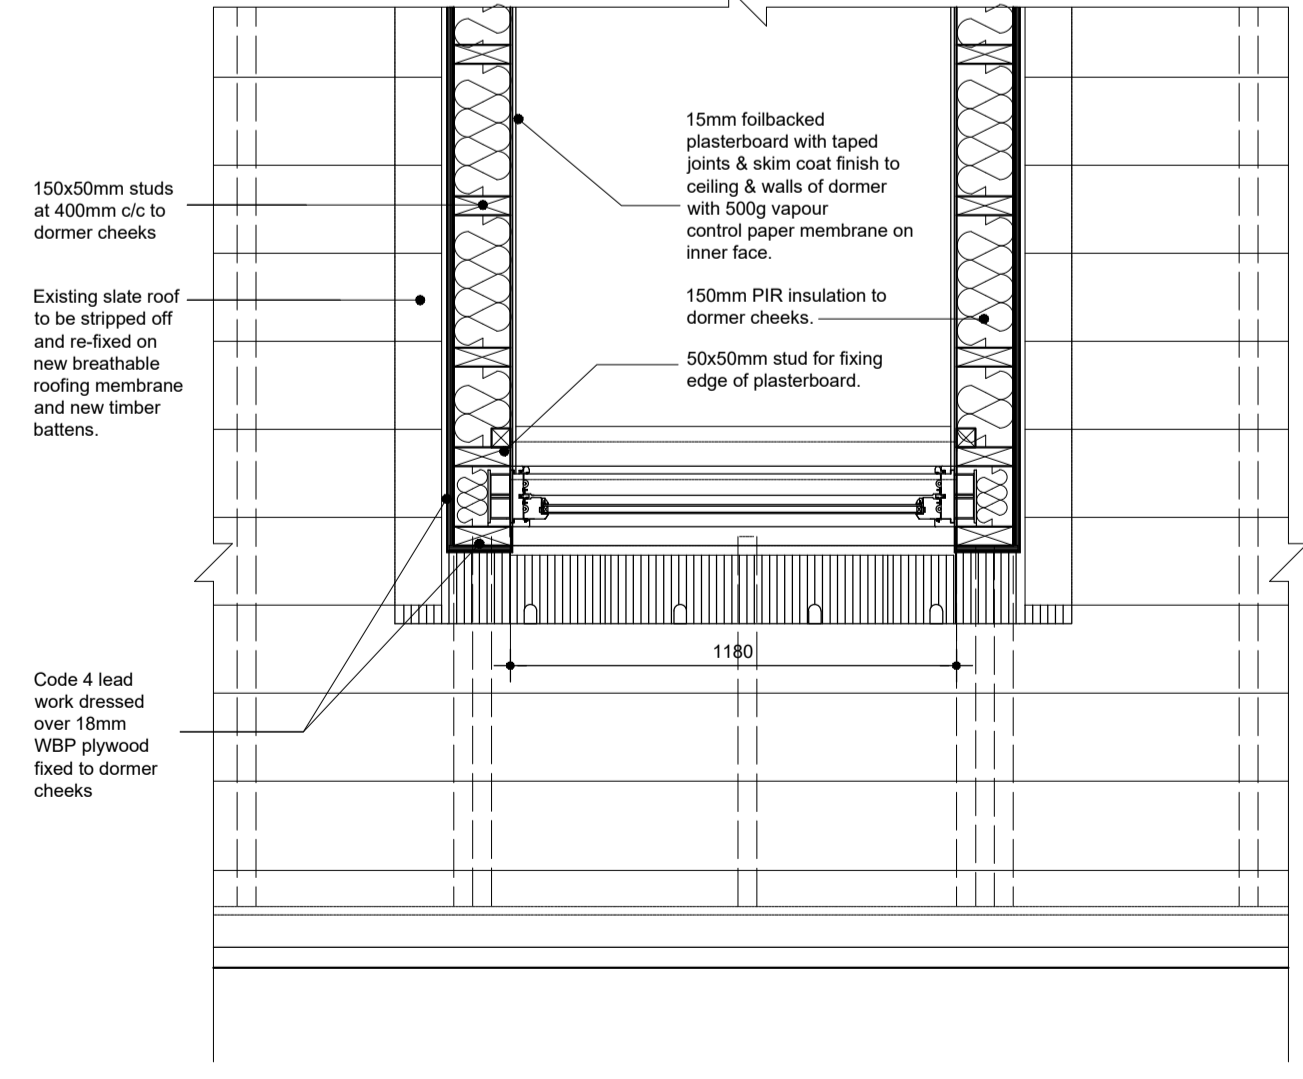 150x50mm studs
at 400mm c/c to
dormer cheeks
Existing slate roof
to be stripped off
and re-fixed on
new breathable
roofing membrane
and new timber
battens.
Code 4 lead
work dressed
over 18mm
WBP plywood
fixed to dormer
cheeks
15mm foilbacked
plasterboard with taped
joints & skim coat finish to
ceiling & walls of dormer
with 500g vapour
control paper membrane on
inner face.
150mm PIR insulation to
dormer cheeks.
50x50mm stud for fixing
edge of plasterboard.
1180